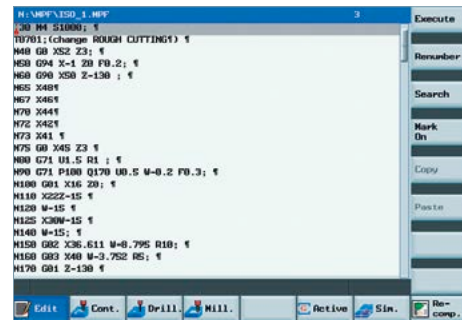 N:\MPF\ISO_1.MPF 3
30 M4 S1000; ¶
T0701;(change ROUGH CUTTING¶) ¶
N40 G0 X52 Z3; ¶
N50 G94 X-1 Z0 F0.2; ¶
N60 G90 X50 Z-130 ; ¶
N65 X48¶
N67 X46¶
N70 X44¶
N72 X42¶
N73 X41 ¶
N75 G0 X45 Z3 ¶
N80 G71 U1.5 R1 ; ¶
N90 G71 P100 Q170 U0.5 W-0.2 F0.3; ¶
N100 G01 X16 Z0; ¶
N110 X22Z-15 ¶
N120 W-15 ¶
N125 X30W-15 ¶
N140 W-15; ¶
N150 G02 X36.611 W-8.795 R10; ¶
N160 G03 X40 W-3.752 R5; ¶
N170 G01 Z-130 ¶
Execute
Renumber
Search
Mark
On
Copy
Paste
Edit Cont. Drill. Mill. Active Sim. Re-
comp.